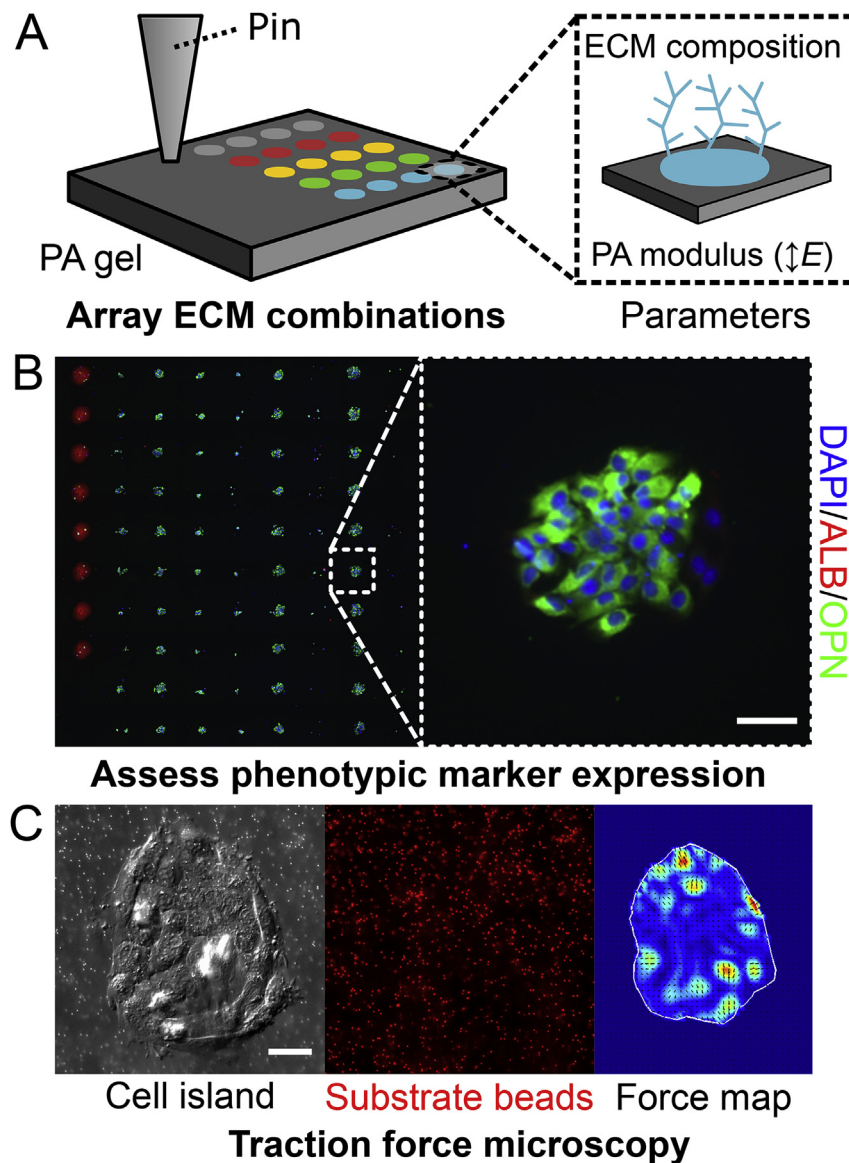 A
Pin
ECM composition
PA gel
PA modulus (↕E)
Array ECM combinations
Parameters
B
DAPI/ALB/OPN
Assess phenotypic marker expression
C
Cell island
Substrate beads
Force map
Traction force microscopy